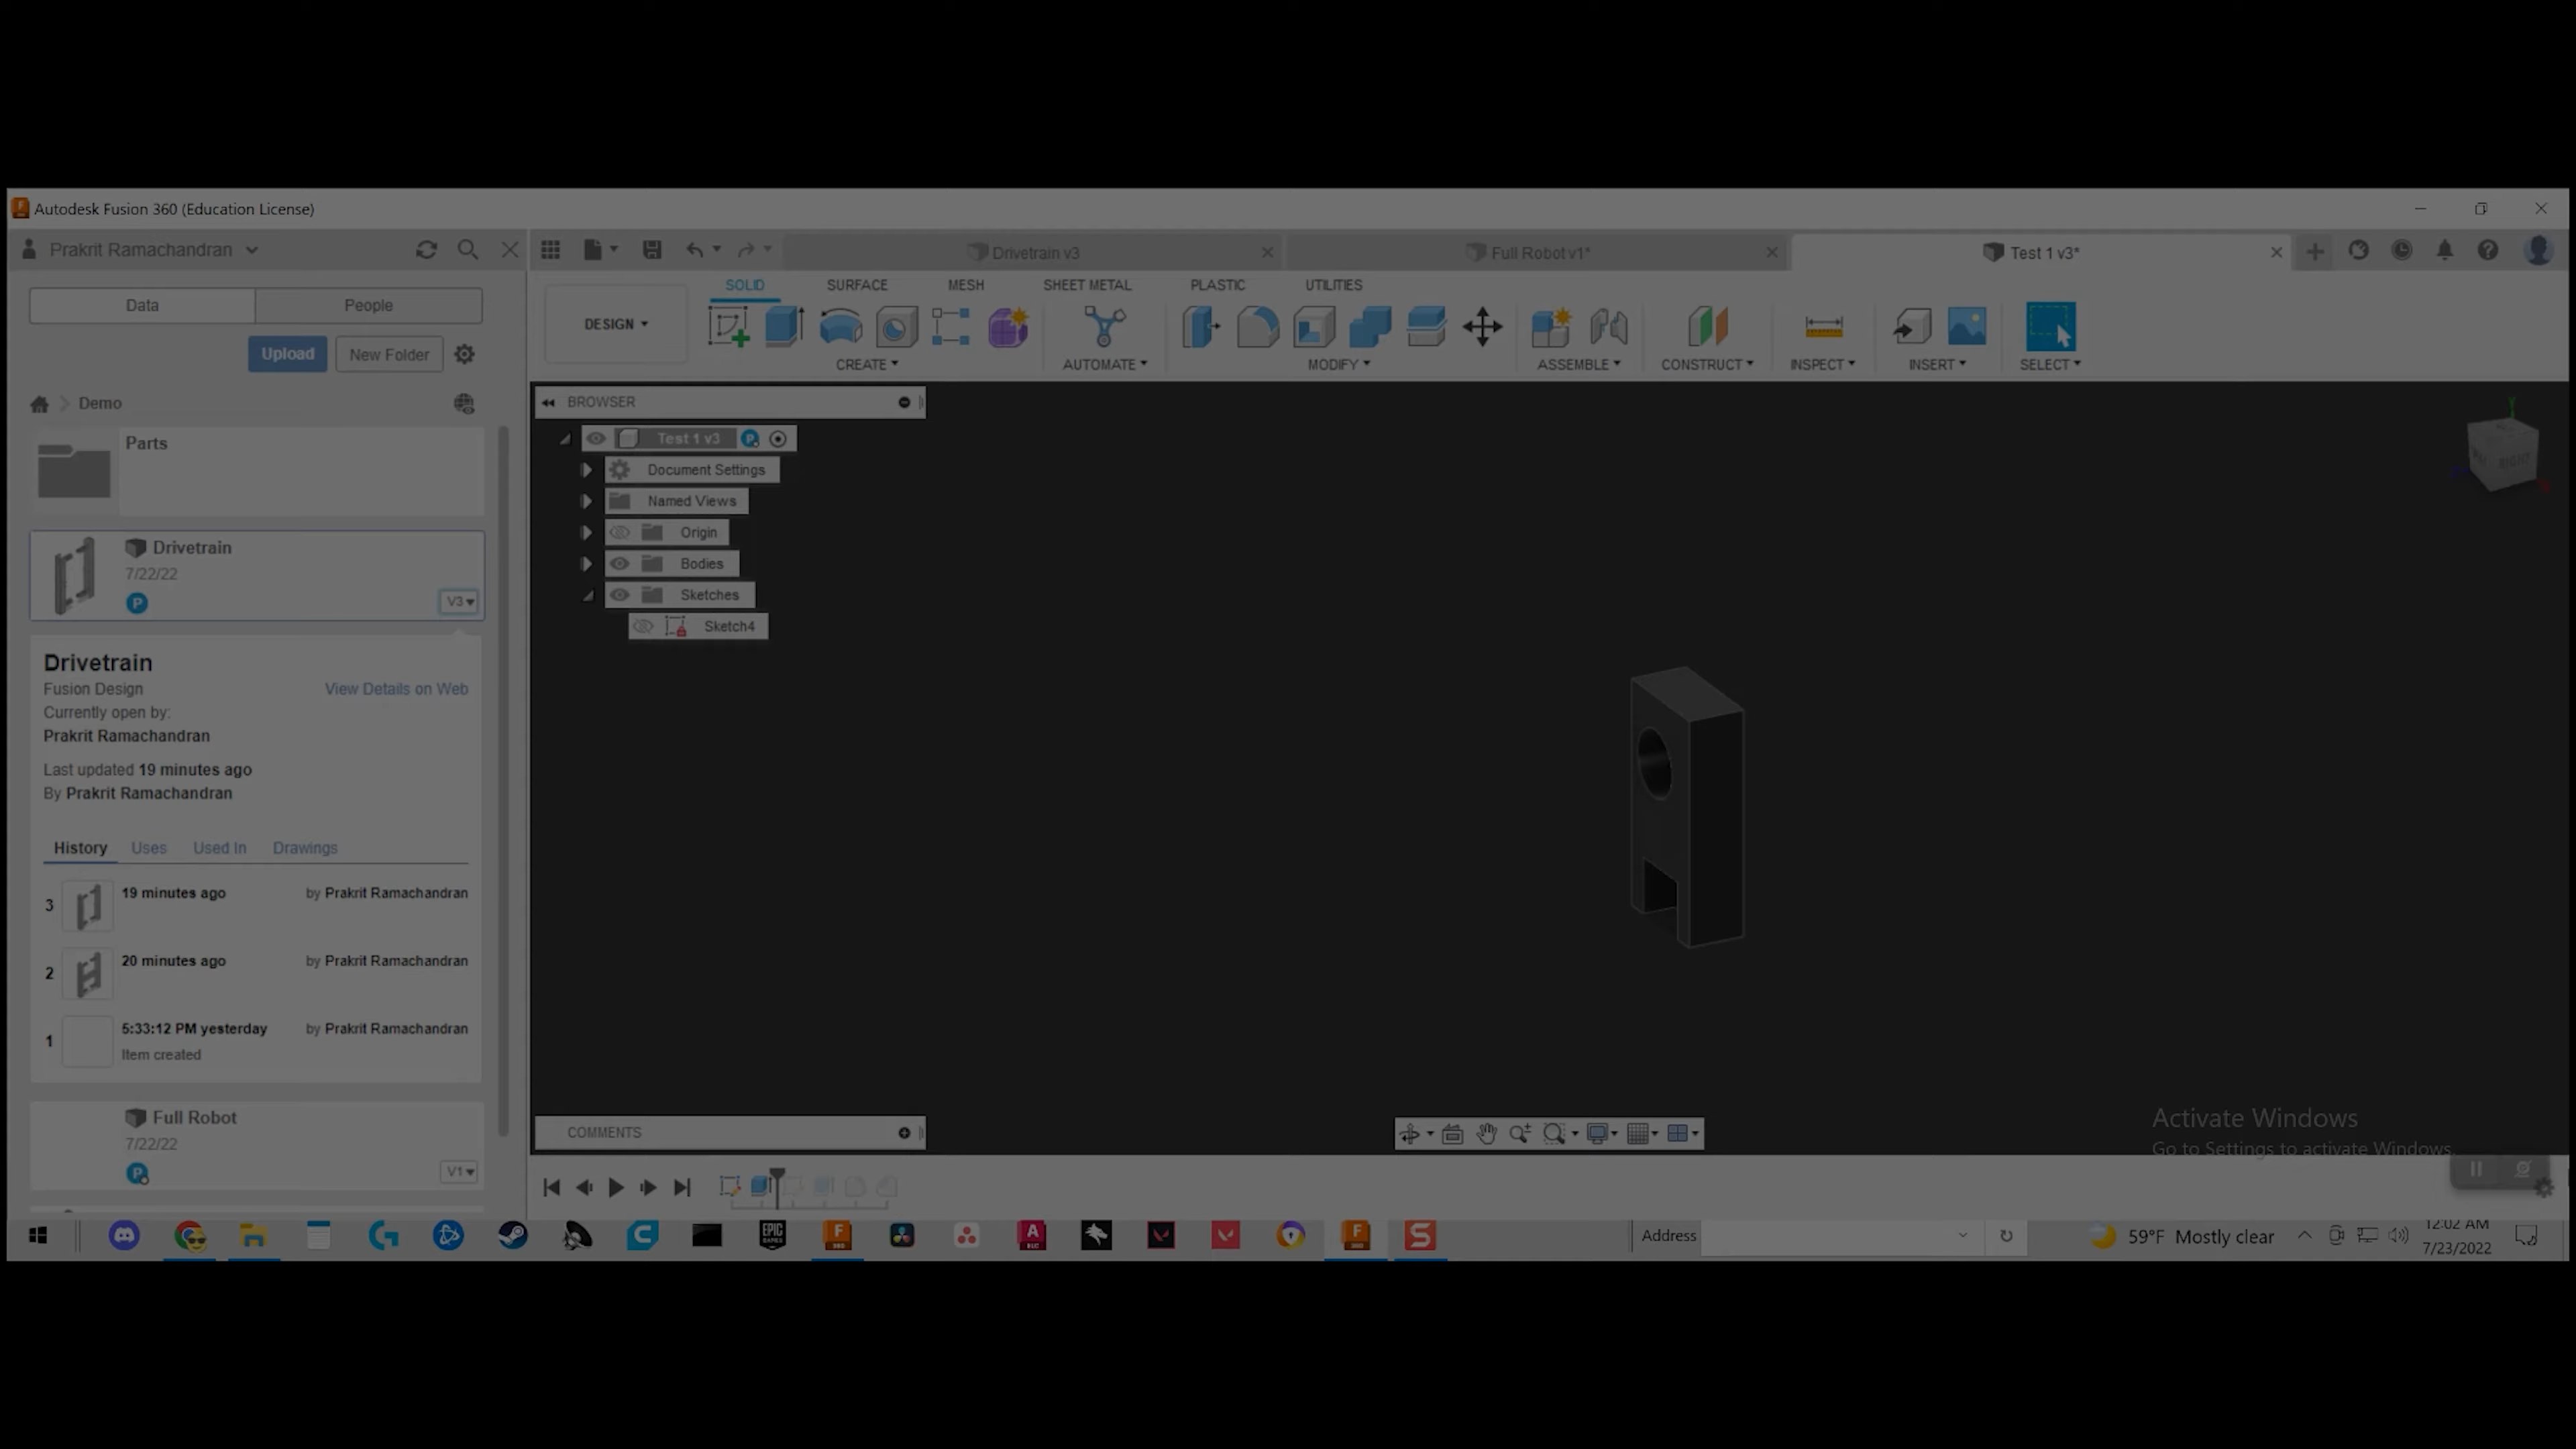 Autodesk Fusion 360 (Education License)
Prakrit Ramachandran
Drivetrain v3
Full Robot v1*
Test 1 v3*
Data
People
Upload
New Folder
Demo
Parts
Drivetrain
7/22/22
V3
Drivetrain
Fusion Design
View Details on Web
Currently open by:
Prakrit Ramachandran
Last updated 19 minutes ago
By Prakrit Ramachandran
History
Uses
Used In
Drawings
3
19 minutes ago
by Prakrit Ramachandran
2
20 minutes ago
by Prakrit Ramachandran
1
5:33:12 PM yesterday
by Prakrit Ramachandran
Item created
Full Robot
7/22/22
V1
DESIGN
SOLID
SURFACE
MESH
SHEET METAL
PLASTIC
UTILITIES
CREATE
AUTOMATE
MODIFY
ASSEMBLE
CONSTRUCT
INSPECT
INSERT
SELECT
BROWSER
Test 1 v3
Document Settings
Named Views
Origin
Bodies
Sketches
Sketch4
COMMENTS
Activate Windows
Go to Settings to activate Windows.
EPIC
GAMES
Address
59°F Mostly clear
12:02 AM
7/23/2022